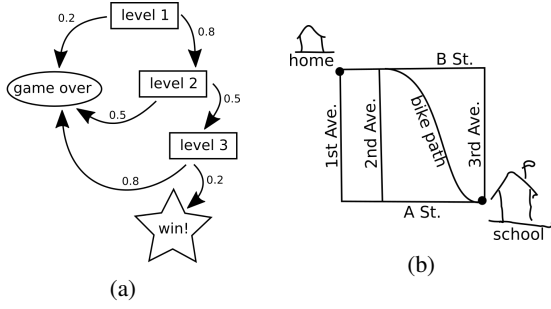 level 1
0.2
0.8
game over
level 2
0.5
0.5
level 3
0.8
0.2
win!
(a)
home
B St.
1st Ave.
2nd Ave.
bike path
3rd Ave.
A St.
school
(b)